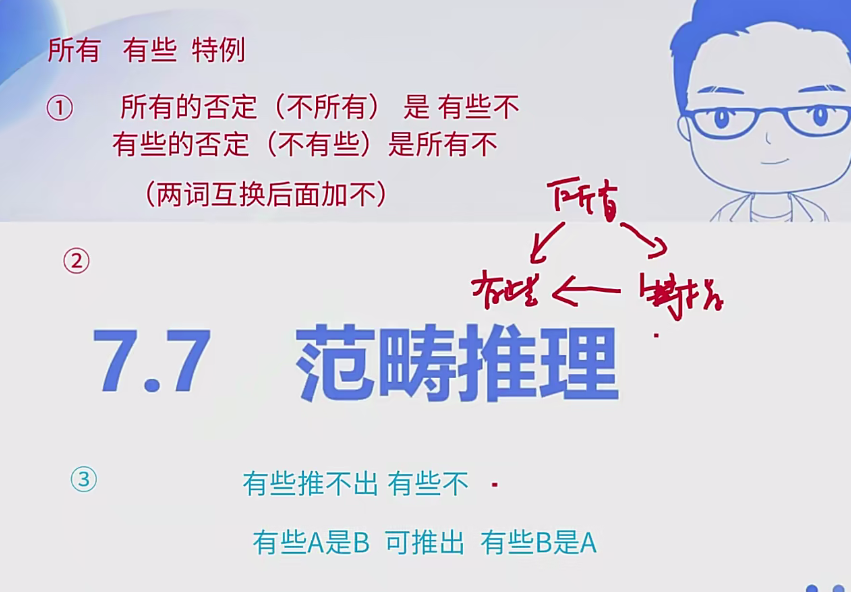 所有 有些 特例
① 所有的否定（不所有） 是 有些不
有些的否定（不有些）是所有不
（两词互换后面加不）
所有
②
有些 特指
7.7 范畴推理
③ 有些推不出 有些不
有些A是B 可推出 有些B是A